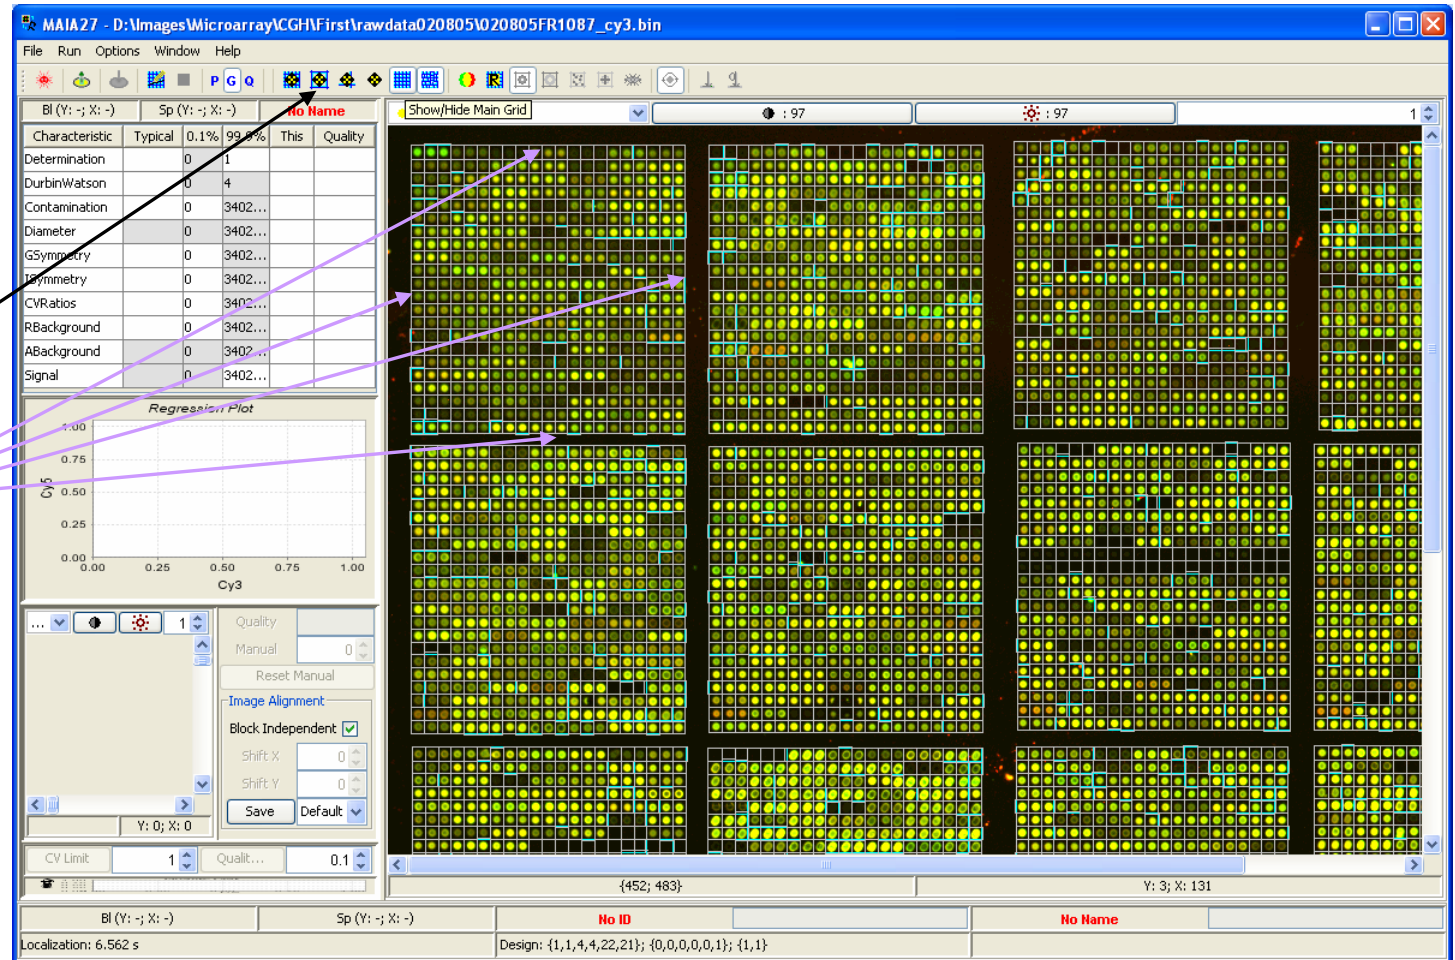 MAIA27 - D:\Images\Microarray\CGH\First\rawdata020805\020805FR1087_cy3.bin
File Run Options Window Help
P G Q
Bl (Y: -; X: -) Sp (Y: -; X: -) No Name
Show/Hide Main Grid
: 97 : 97 1
Characteristic Typical 0.1% 99.9% This Quality
Determination 0 1
DurbinWatson 0 4
Contamination 0 3402...
Diameter 0 3402...
GSymmetry 0 3402...
ISymmetry 0 3402...
CVRatios 0 3402...
RBackground 0 3402...
ABackground 0 3402...
Signal 0 3402...
Regression Plot
1.00
0.75
0.50
0.25
0.00
Cy5
0.00 0.25 0.50 0.75 1.00
Cy3
... 1
Quality
Manual 0
Reset Manual
Image Alignment
Block Independent
Shift X 0
Shift Y 0
Save Default
Y: 0; X: 0
CV Limit 1 Qualit... 0.1
{452; 483} Y: 3; X: 131
Bl (Y: -; X: -) Sp (Y: -; X: -) No ID No Name
Localization: 6.562 s Design: {1,1,4,4,22,21}; {0,0,0,0,0,1}; {1,1}